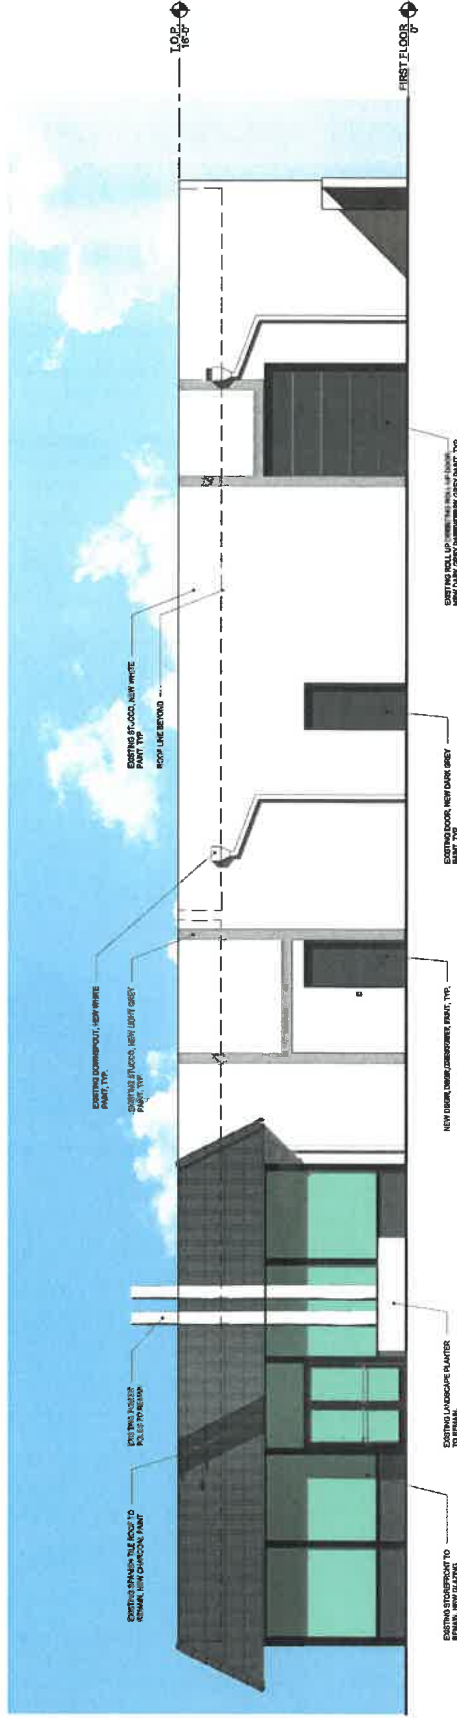 T.O.P.
16'-0"
FIRST FLOOR
0"
EXISTING SPANISH TILE ROOF TO
REMAIN, NEW CHARCOAL PAINT
EXISTING POWER
POLES TO REMAIN
EXISTING DOWNSPOUT, NEW WHITE
PAINT, TYP.
EXISTING STUCCO, NEW LIGHT GREY
PAINT, TYP.
EXISTING STUCCO, NEW WHITE
PAINT, TYP.
ROOF LINE BEYOND
EXISTING STOREFRONT TO
REMAIN, NEW GLAZING
EXISTING LANDSCAPE PLANTER
TO REMAIN
NEW DOOR, PAINT, TYP.
EXISTING DOOR, NEW DARK GREY
PAINT, TYP.
EXISTING ROLL UP DOOR,
NEW DARK GREY PAINT, TYP.